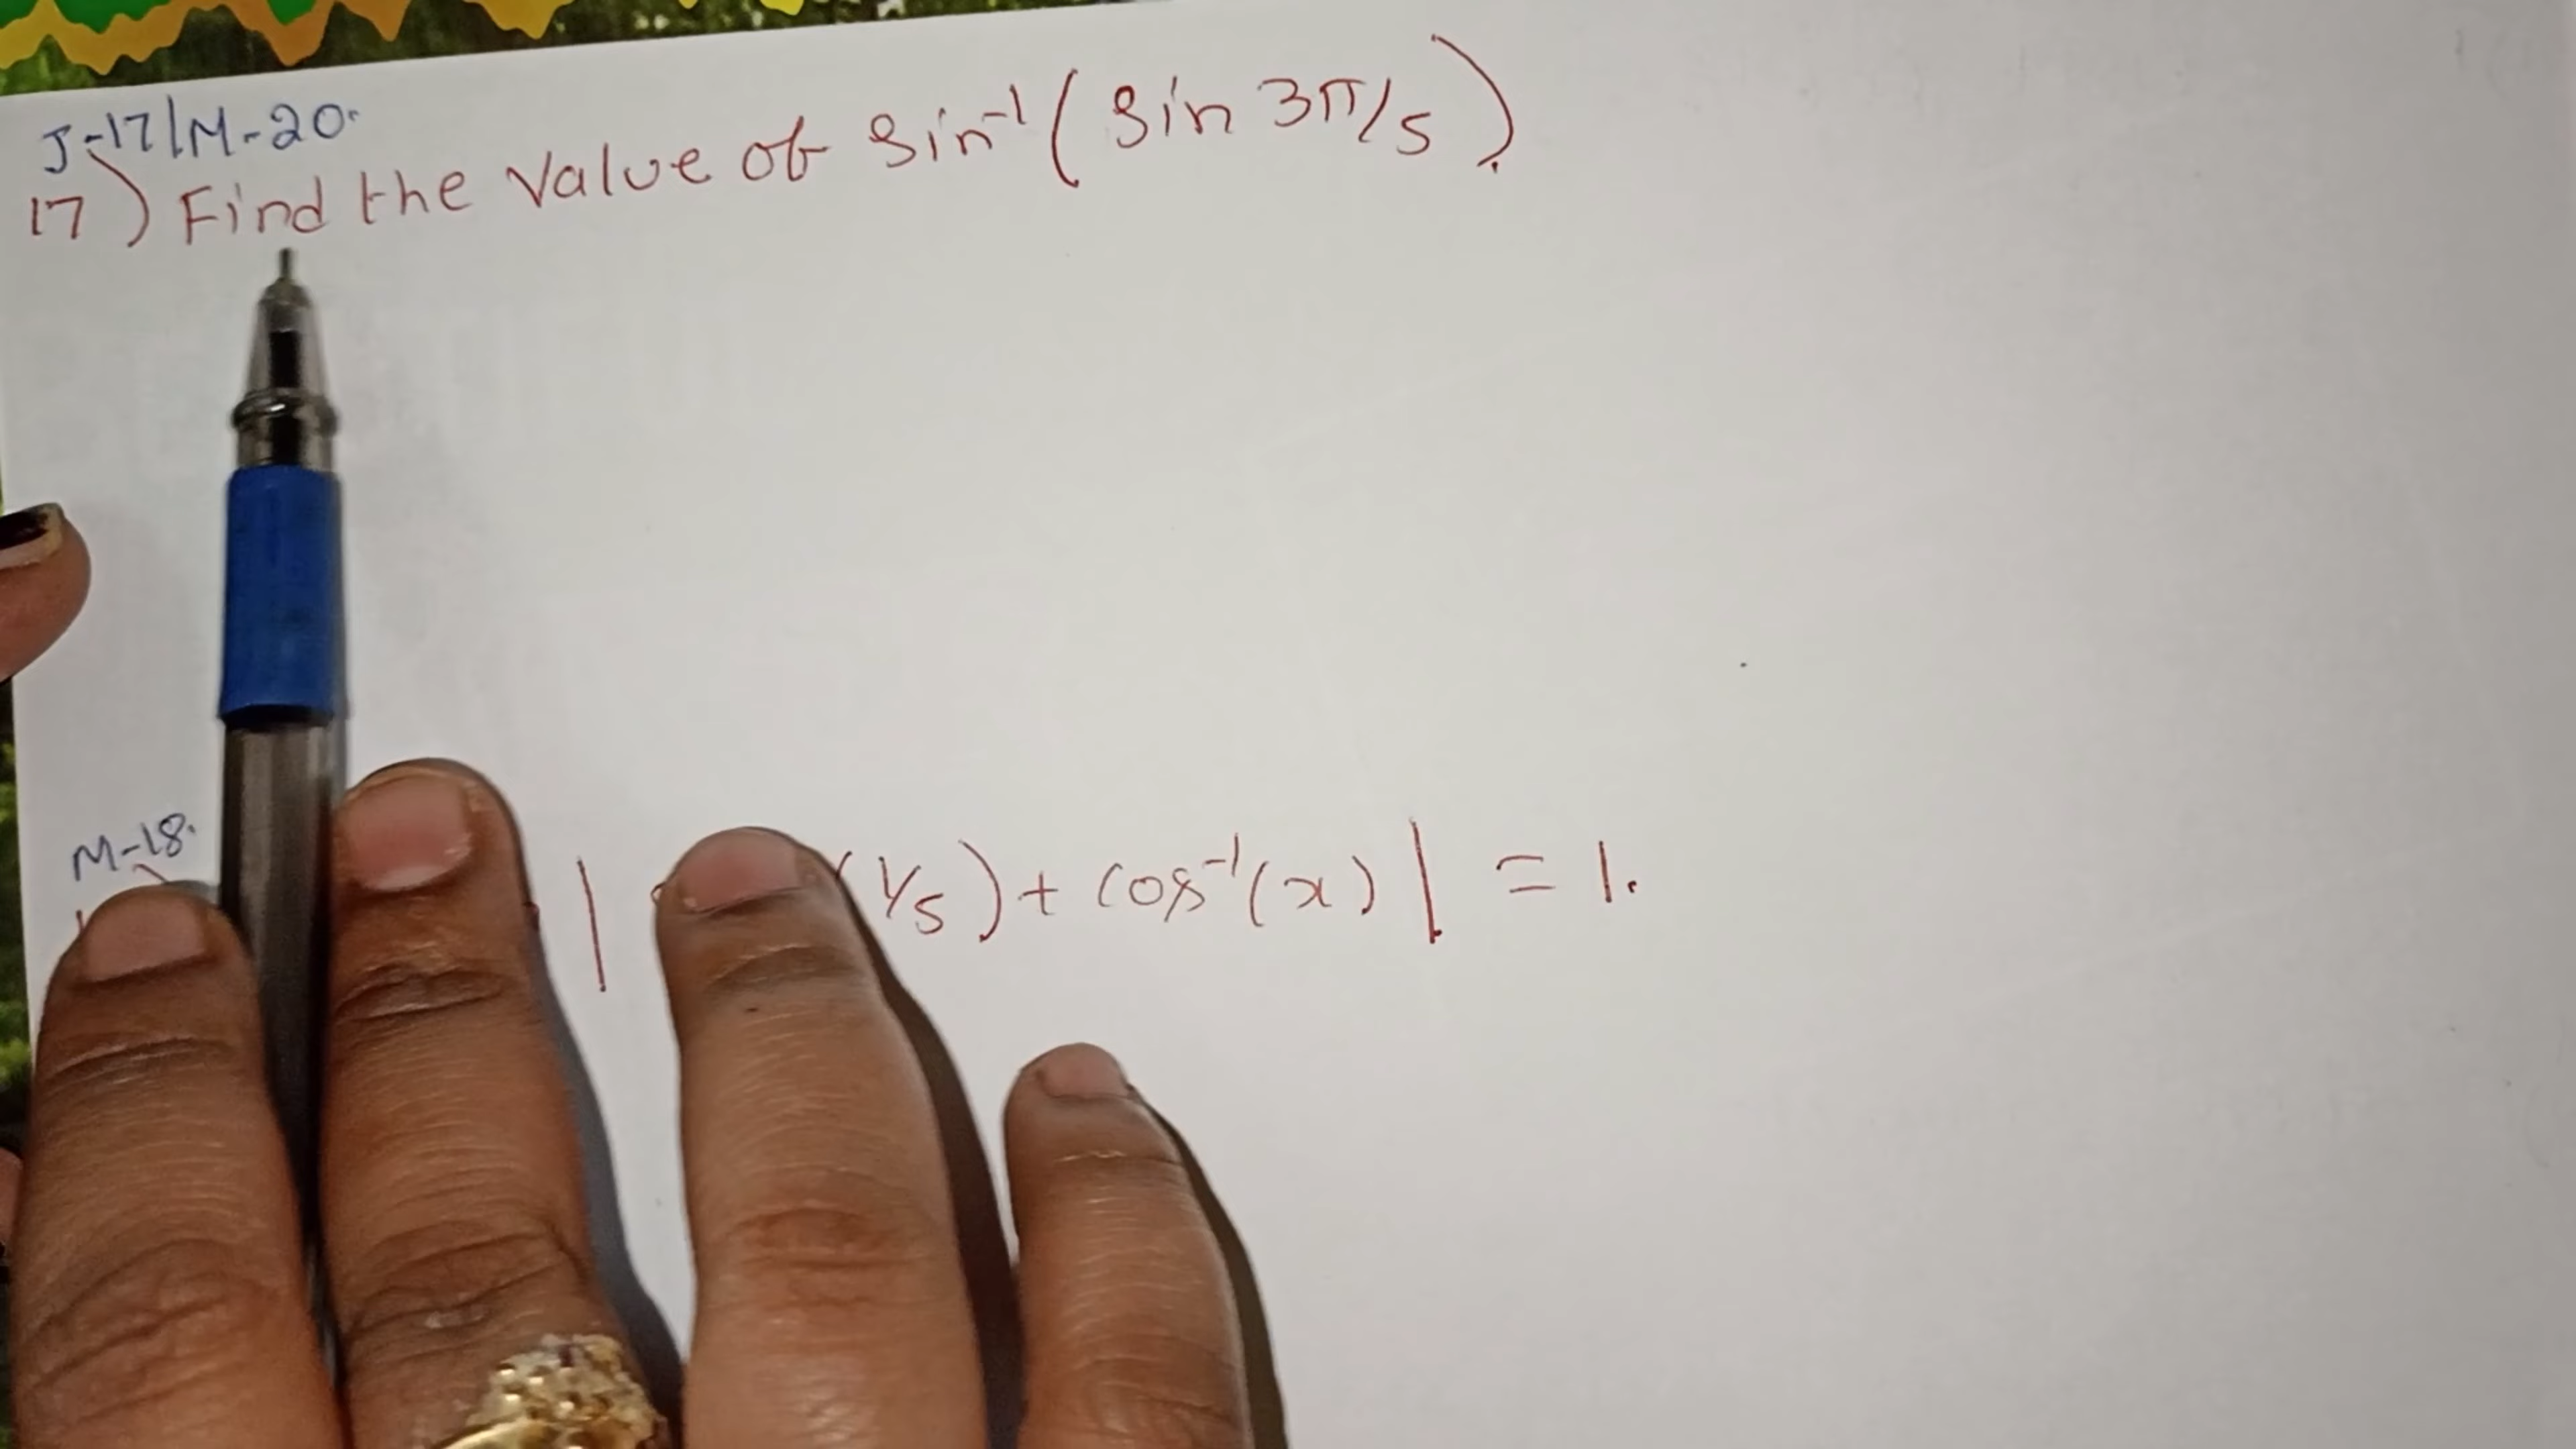 J-17|M-20.
17) Find the value of Sin⁻¹(Sin 3π/5).
M-18.
| (1/5) + cos⁻¹(x) | = 1.